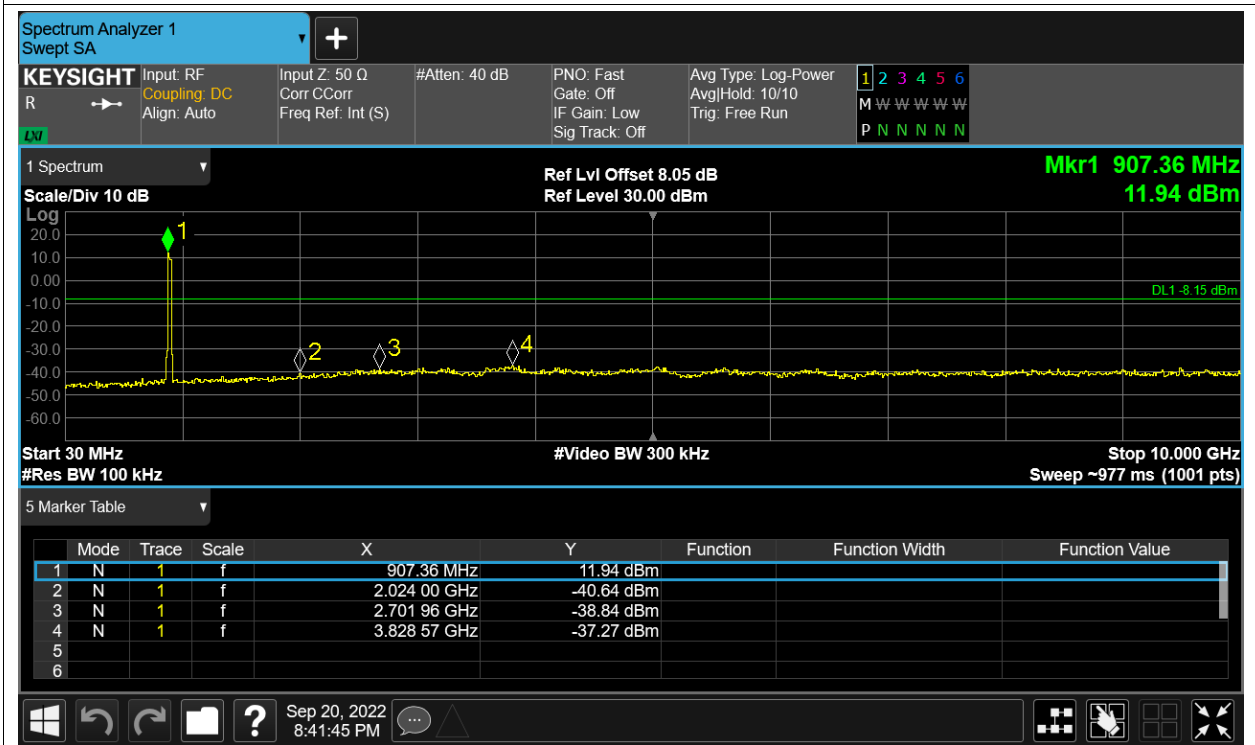 Spectrum Analyzer 1
Swept SA
KEYSIGHT Input: RF Input Z: 50 Ω #Atten: 40 dB PNO: Fast Avg Type: Log-Power 1 2 3 4 5 6
R Coupling: DC Corr CCorr Gate: Off Avg|Hold: 10/10 M W W W W W
Align: Auto Freq Ref: Int (S) IF Gain: Low Trig: Free Run
LXI Sig Track: Off P N N N N N
1 Spectrum Ref Lvl Offset 8.05 dB Mkr1 907.36 MHz
Scale/Div 10 dB Ref Level 30.00 dBm 11.94 dBm
Log
20.0
1
10.0
0.00
DL1 -8.15 dBm
-10.0
-20.0
-30.0
2 3 4
-40.0
-50.0
-60.0
Start 30 MHz #Video BW 300 kHz Stop 10.000 GHz
#Res BW 100 kHz Sweep ~977 ms (1001 pts)
5 Marker Table
Mode Trace Scale X Y Function Function Width Function Value
1 N 1 f 907.36 MHz 11.94 dBm
2 N 1 f 2.024 00 GHz -40.64 dBm
3 N 1 f 2.701 96 GHz -38.84 dBm
4 N 1 f 3.828 57 GHz -37.27 dBm
5
6
? Sep 20, 2022
8:41:45 PM